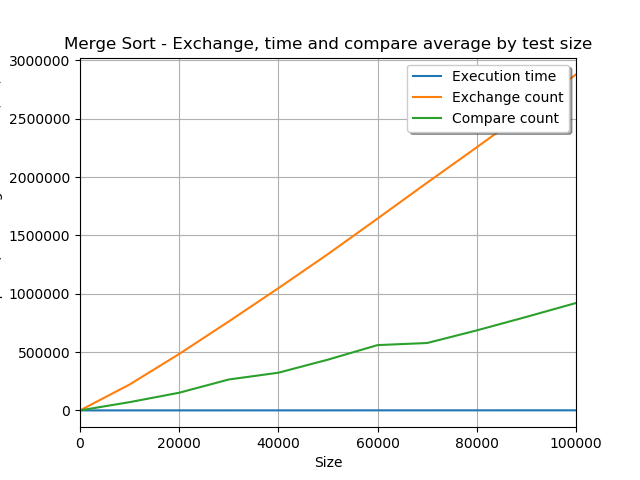 Merge Sort - Exchange, time and compare average by test size
3000000
2500000
2000000
1500000
1000000
500000
0
Execution time
Exchange count
Compare count
0
20000
40000
60000
80000
100000
Size